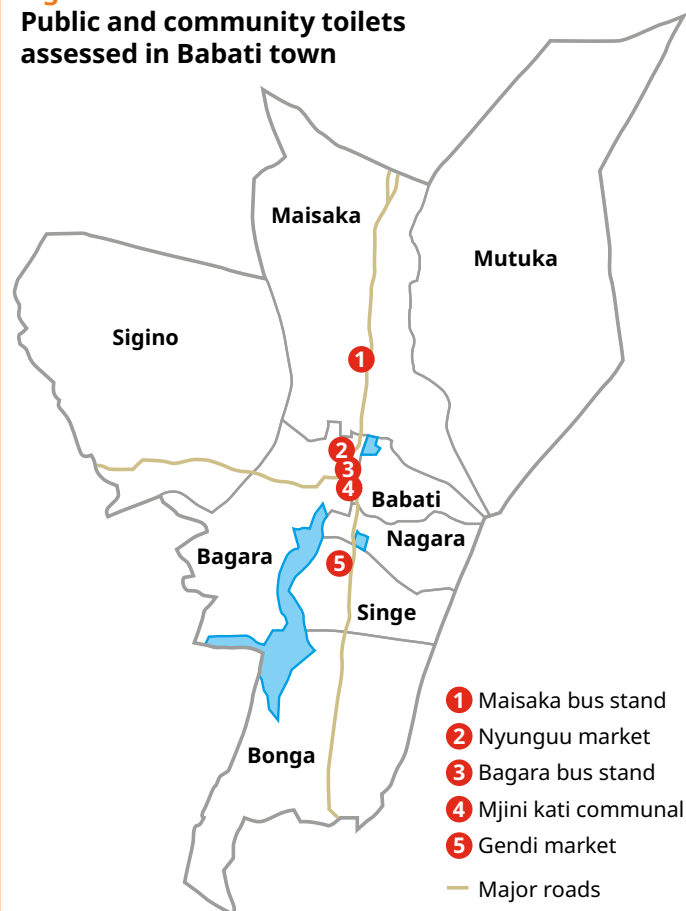 Public and community toilets
assessed in Babati town
Maisaka
Mutuka
Sigino
1
2
3
4
Babati
Nagara
Bagara
5
Singe
Bonga
1 Maisaka bus stand
2 Nyunguu market
3 Bagara bus stand
4 Mjini kati communal
5 Gendi market
Major roads